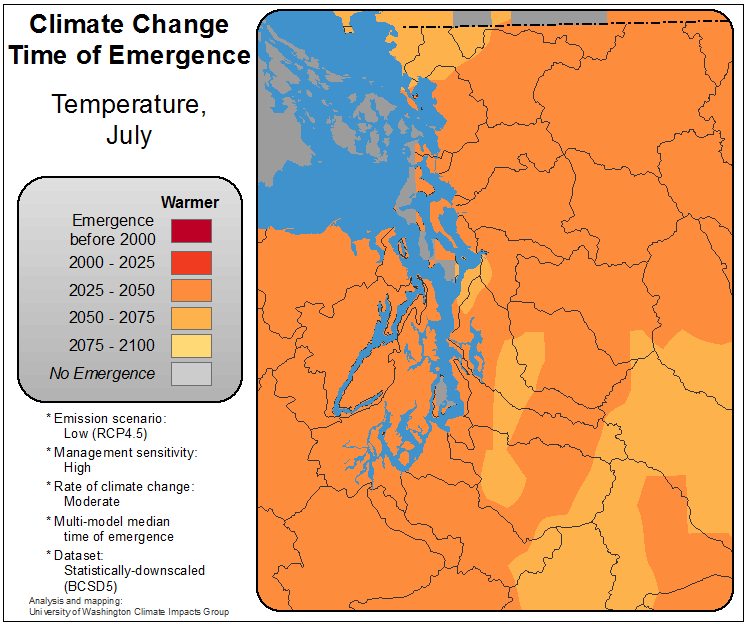 Climate Change
Time of Emergence
Temperature,
July
Warmer
Emergence
before 2000
2000 - 2025
2025 - 2050
2050 - 2075
2075 - 2100
No Emergence
* Emission scenario:
Low (RCP4.5)
* Management sensitivity:
High
* Rate of climate change:
Moderate
* Multi-model median
time of emergence
* Dataset:
Statistically-downscaled
(BCSD5)
Analysis and mapping:
University of Washington Climate Impacts Group